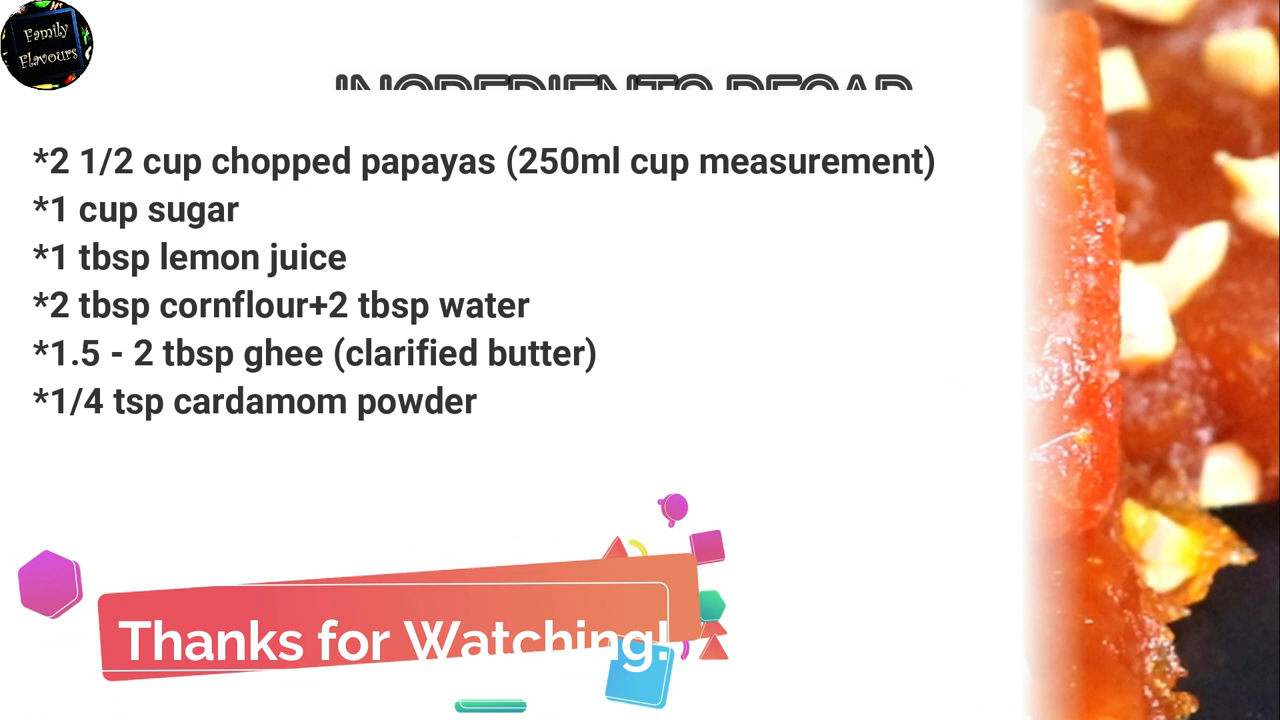 Family
Flavours
INGREDIENTS RECAP
*2 1/2 cup chopped papayas (250ml cup measurement)
*1 cup sugar
*1 tbsp lemon juice
*2 tbsp cornflour+2 tbsp water
*1.5 - 2 tbsp ghee (clarified butter)
*1/4 tsp cardamom powder
Thanks for Watching!